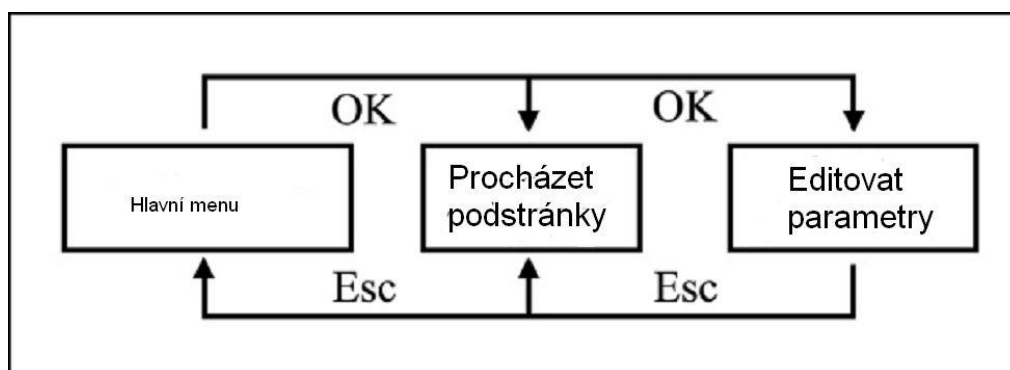 OK
OK
Hlavní menu
Procházet
podstránky
Editovat
parametry
Esc
Esc